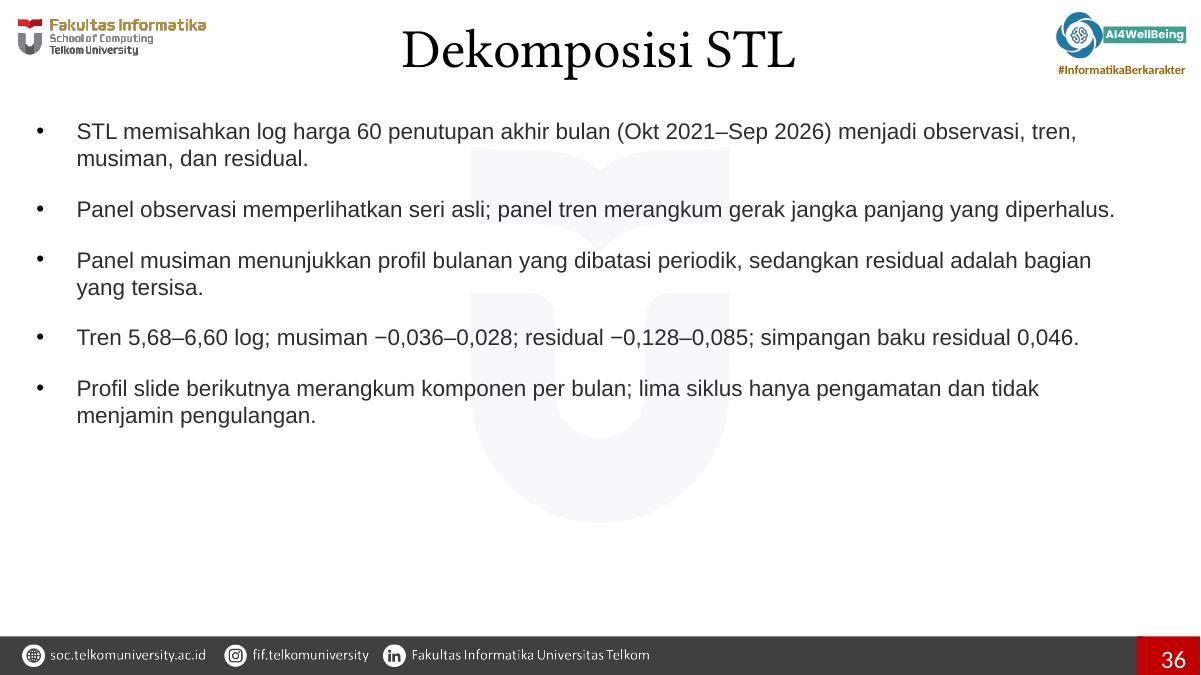 Fakultas Informatika
School of Computing
Telkom University
Dekomposisi STL
AI4WellBeing
#InformatikaBerkarakter
• STL memisahkan log harga 60 penutupan akhir bulan (Okt 2021–Sep 2026) menjadi observasi, tren,
musiman, dan residual.
• Panel observasi memperlihatkan seri asli; panel tren merangkum gerak jangka panjang yang diperhalus.
• Panel musiman menunjukkan profil bulanan yang dibatasi periodik, sedangkan residual adalah bagian
yang tersisa.
• Tren 5,68–6,60 log; musiman −0,036–0,028; residual −0,128–0,085; simpangan baku residual 0,046.
• Profil slide berikutnya merangkum komponen per bulan; lima siklus hanya pengamatan dan tidak
menjamin pengulangan.
soc.telkomuniversity.ac.id fif.telkomuniversity Fakultas Informatika Universitas Telkom
36